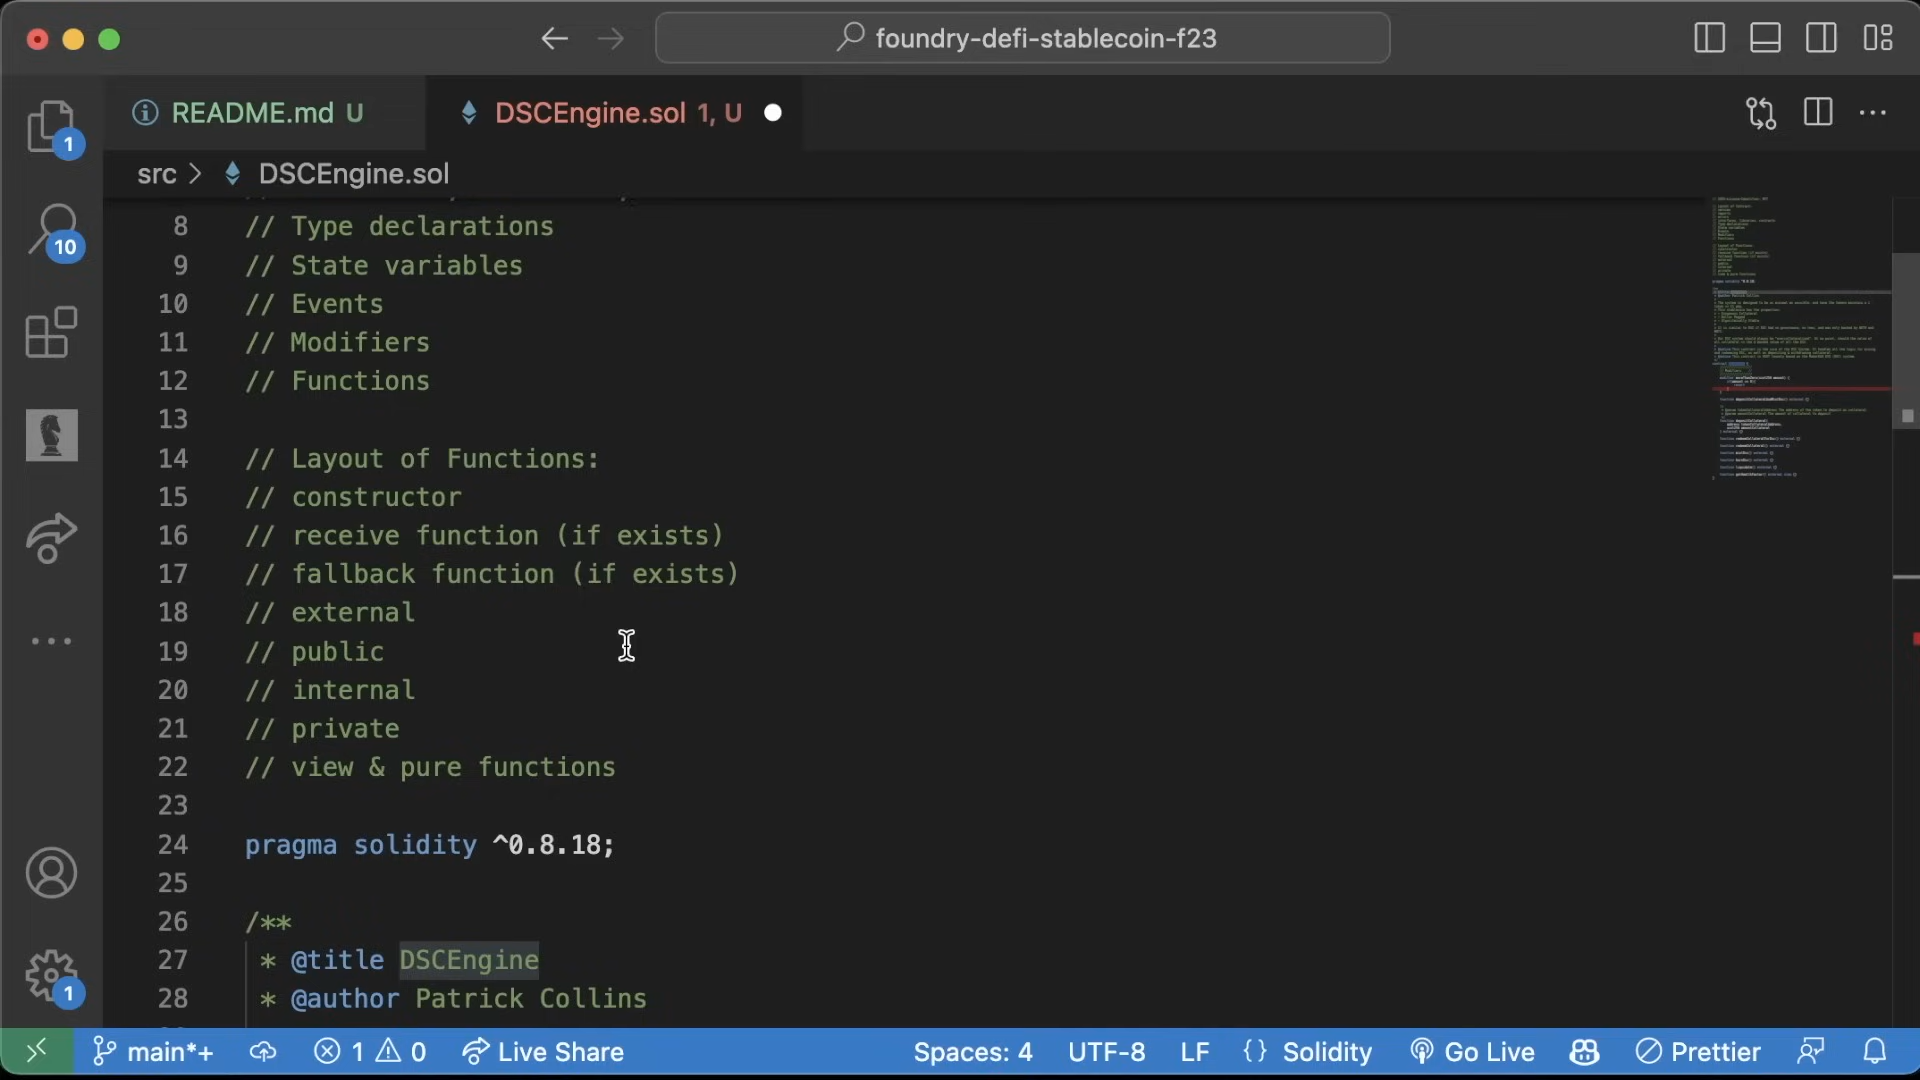 foundry-defi-stablecoin-f23
README.md U
DSCEngine.sol 1, U
src > DSCEngine.sol
1
10
8 // Type declarations
9 // State variables
10 // Events
11 // Modifiers
12 // Functions
13
14 // Layout of Functions:
15 // constructor
16 // receive function (if exists)
17 // fallback function (if exists)
18 // external
19 // public
20 // internal
21 // private
22 // view & pure functions
23
24 pragma solidity ^0.8.18;
25
26 /**
27 * @title DSCEngine
28 * @author Patrick Collins
1
main*+ 1 0 Live Share Spaces: 4 UTF-8 LF {} Solidity Go Live Prettier